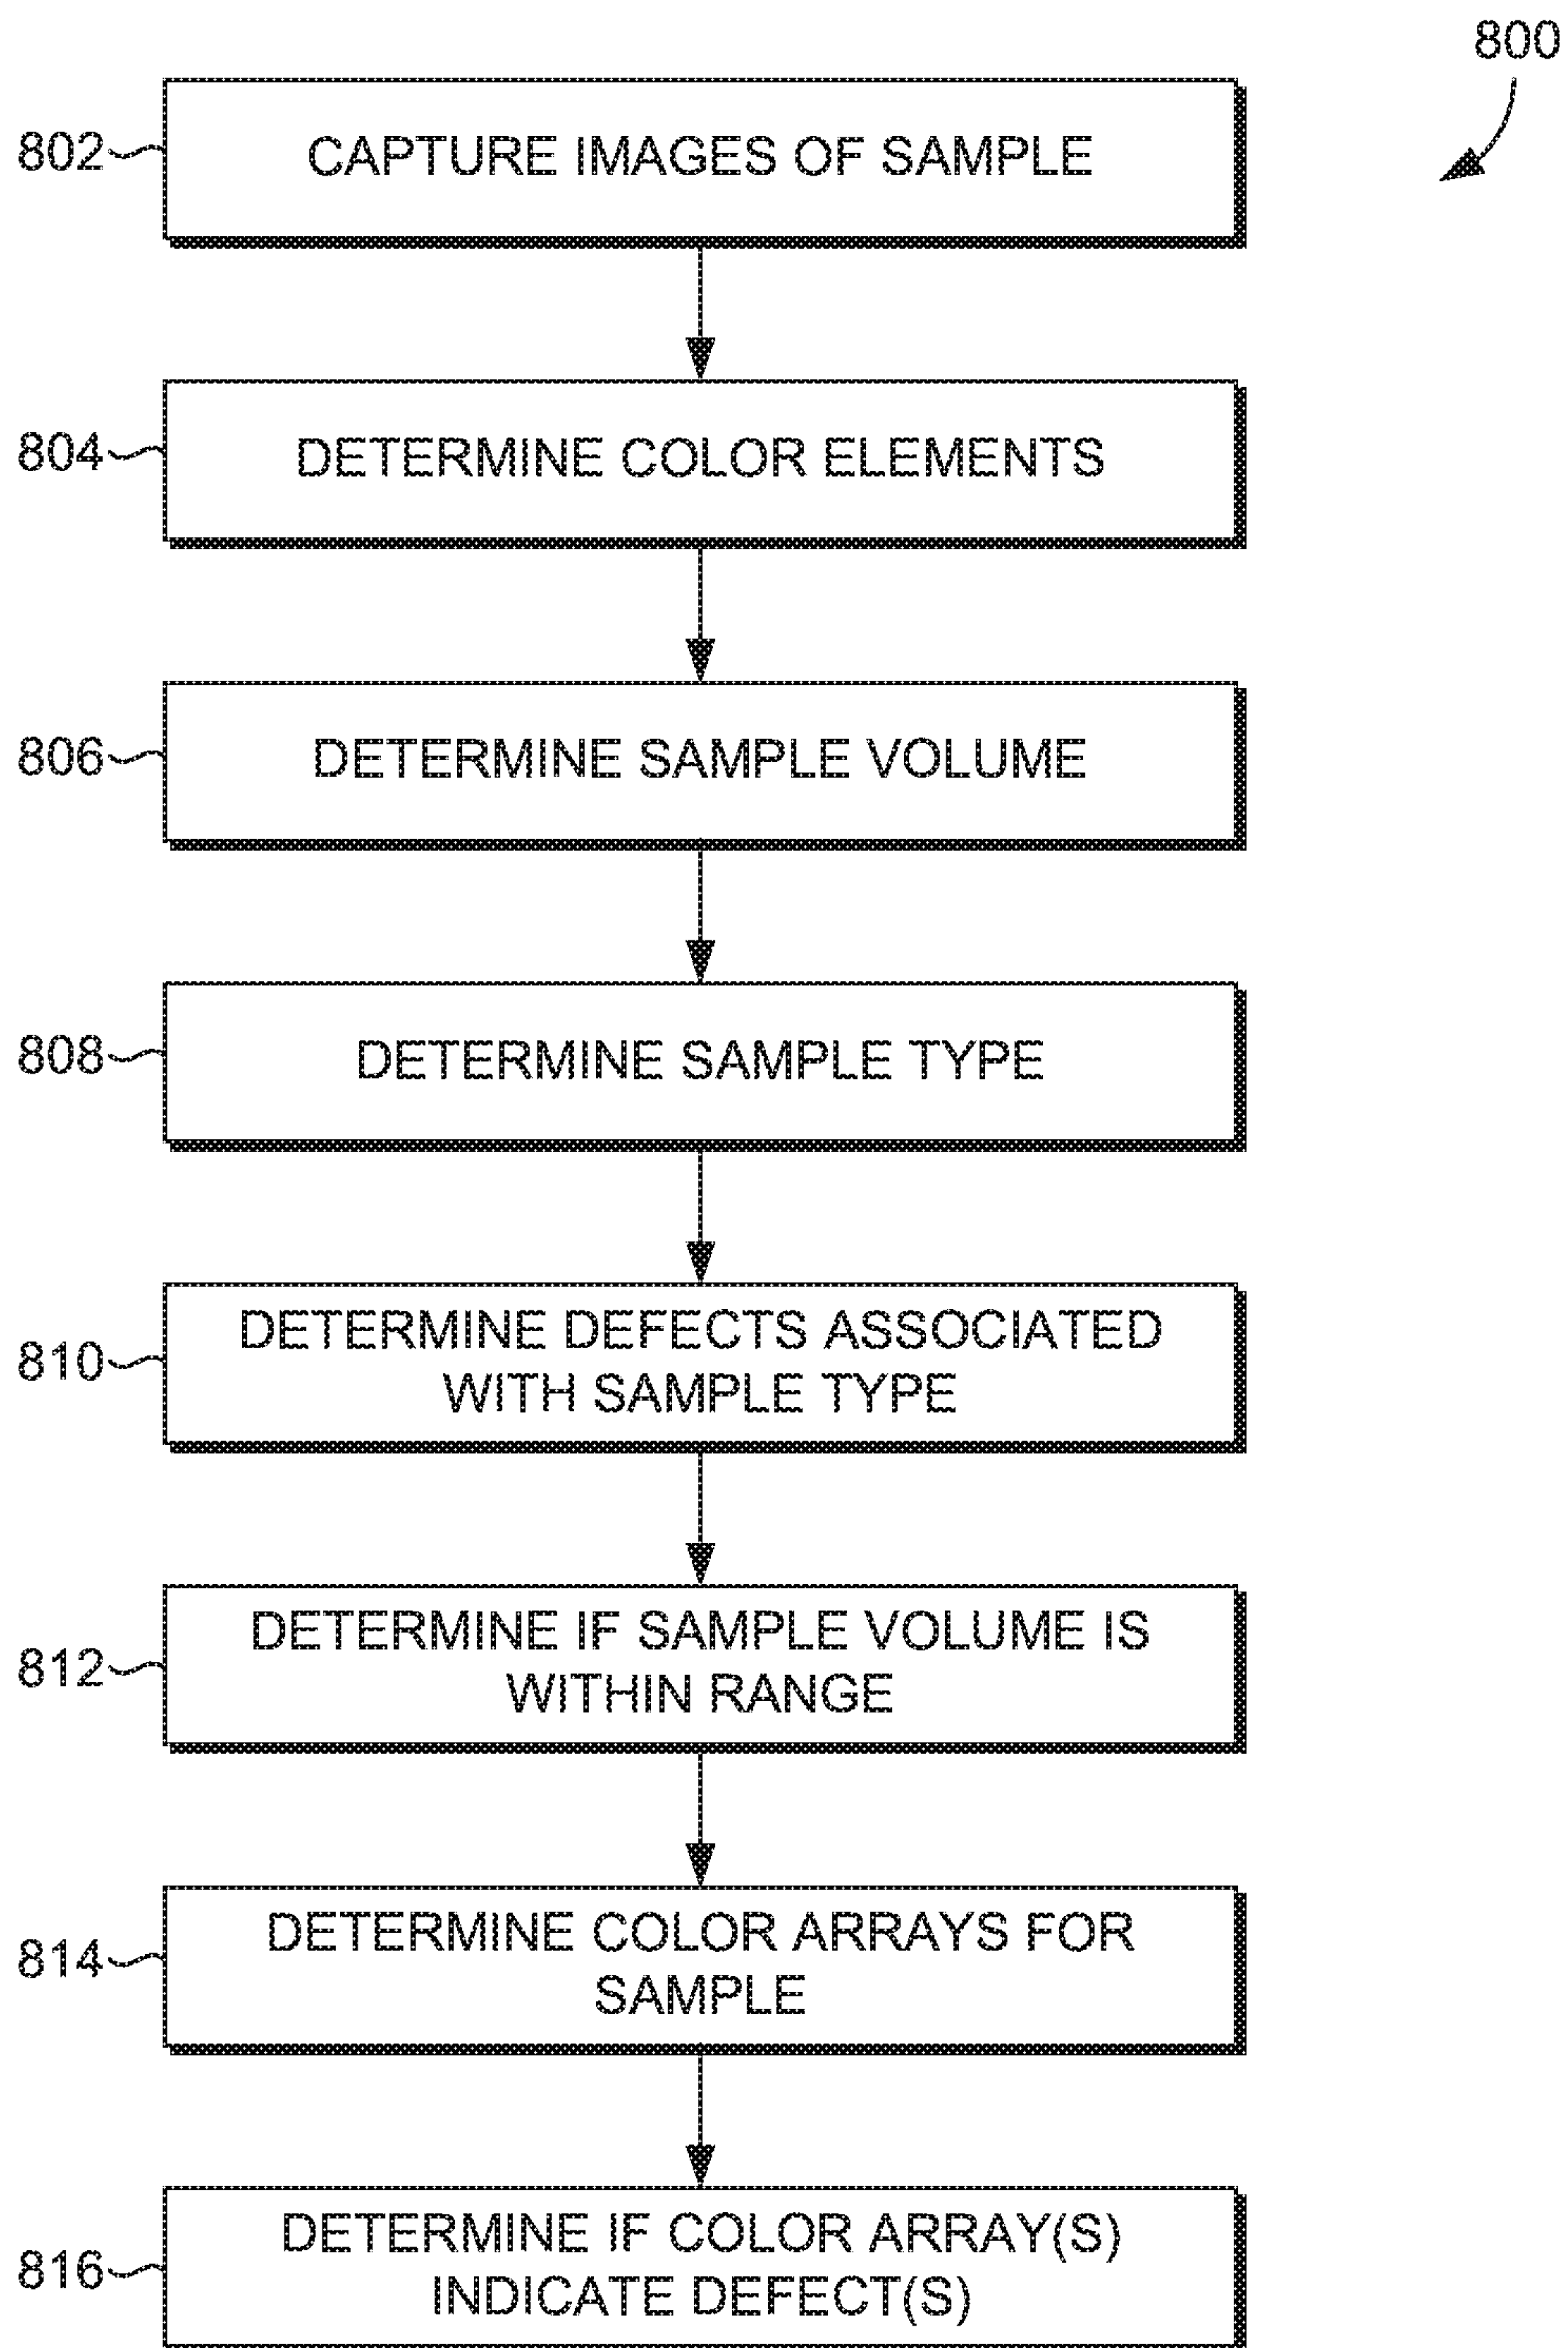 800
802
CAPTURE IMAGES OF SAMPLE
804
DETERMINE COLOR ELEMENTS
806
DETERMINE SAMPLE VOLUME
808
DETERMINE SAMPLE TYPE
810
DETERMINE DEFECTS ASSOCIATED
WITH SAMPLE TYPE
812
DETERMINE IF SAMPLE VOLUME IS
WITHIN RANGE
814
DETERMINE COLOR ARRAYS FOR
SAMPLE
816
DETERMINE IF COLOR ARRAY(S)
INDICATE DEFECT(S)